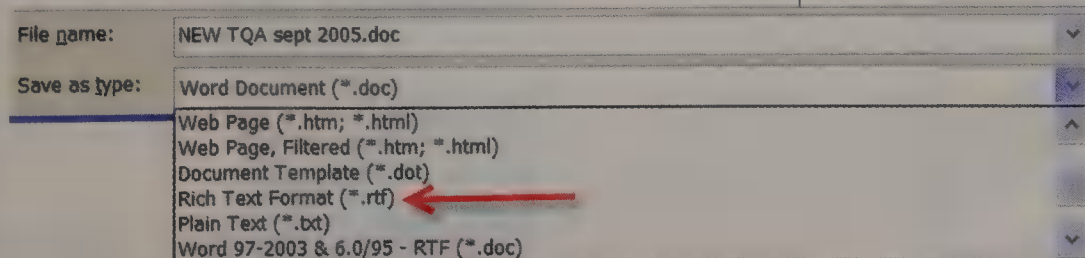 File name: NEW TQA sept 2005.doc
Save as type: Word Document (*.doc)
Web Page (*.htm; *.html)
Web Page, Filtered (*.htm; *.html)
Document Template (*.dot)
Rich Text Format (*.rtf)
Plain Text (*.txt)
Word 97-2003 & 6.0/95 - RTF (*.doc)